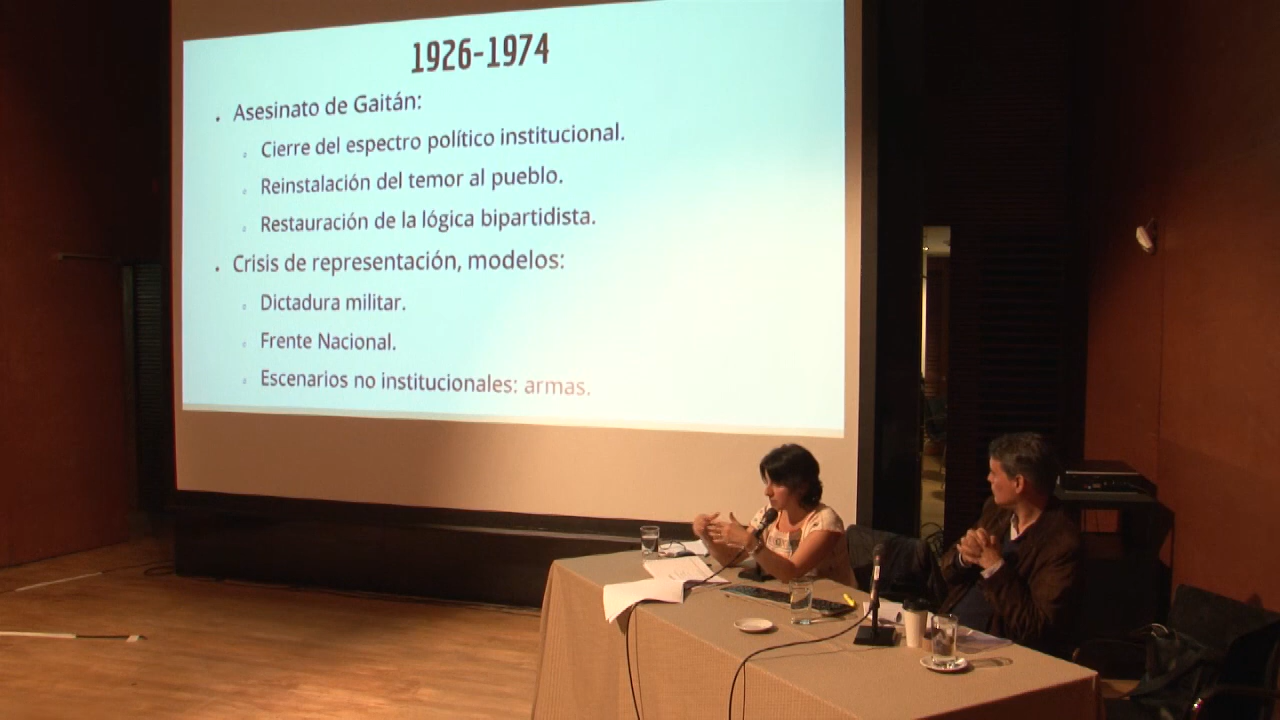 1926-1974
• Asesinato de Gaitán:
▫ Cierre del espectro político institucional.
▫ Reinstalación del temor al pueblo.
▫ Restauración de la lógica bipartidista.
• Crisis de representación, modelos:
▫ Dictadura militar.
▫ Frente Nacional.
▫ Escenarios no institucionales: armas.